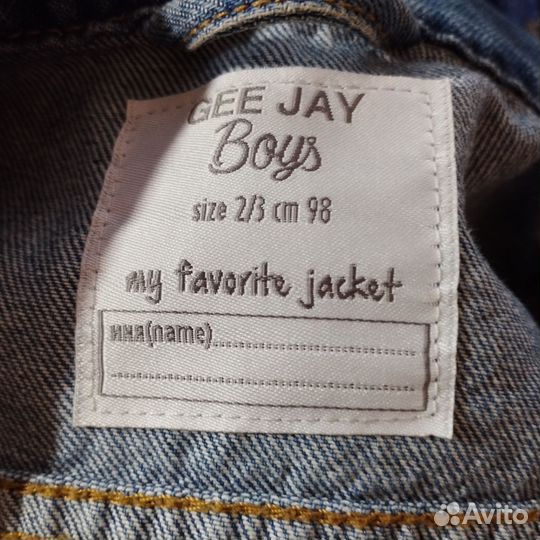 GEE JAY
Boys
size 2/3 cm 98
my favorite jacket
имя(name)
Avito